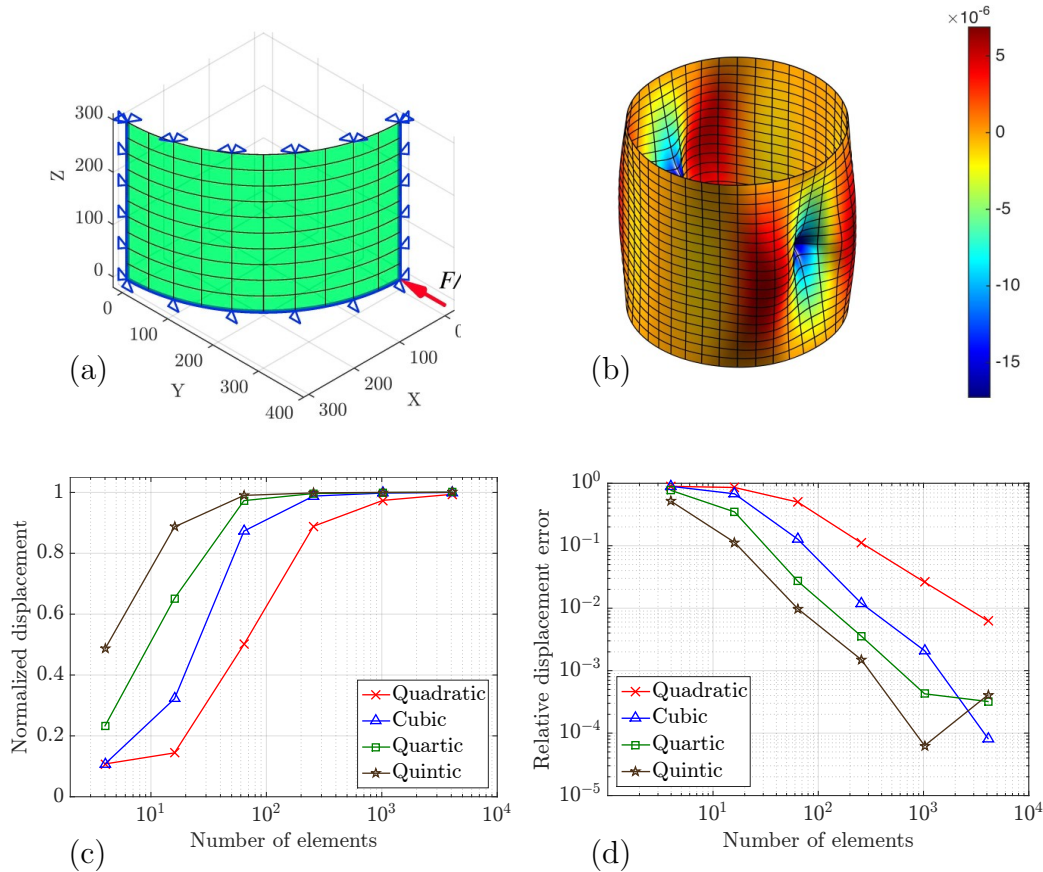 300
200
100
0
Z
0
100
200
300
400
Y
300
200
100
0
X
F/
(a)
×10⁻⁶
5
0
-5
-10
-15
(b)
1
0.8
0.6
0.4
0.2
0
Normalized displacement
10¹
10²
10³
10⁴
Number of elements
Quadratic
Cubic
Quartic
Quintic
(c)
10⁰
10⁻¹
10⁻²
10⁻³
10⁻⁴
10⁻⁵
Relative displacement error
10¹
10²
10³
10⁴
Number of elements
Quadratic
Cubic
Quartic
Quintic
(d)